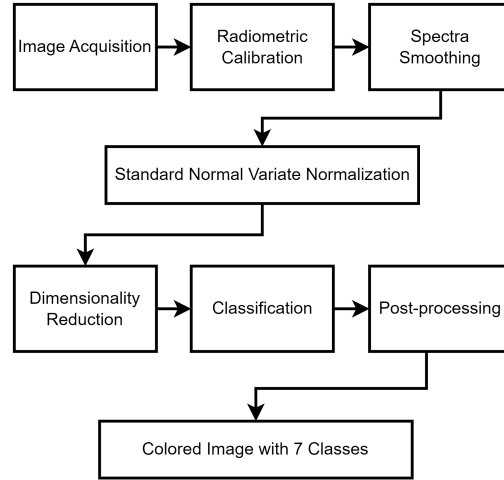 Image Acquisition
Radiometric
Calibration
Spectra
Smoothing
Standard Normal Variate Normalization
Dimensionality
Reduction
Classification
Post-processing
Colored Image with 7 Classes